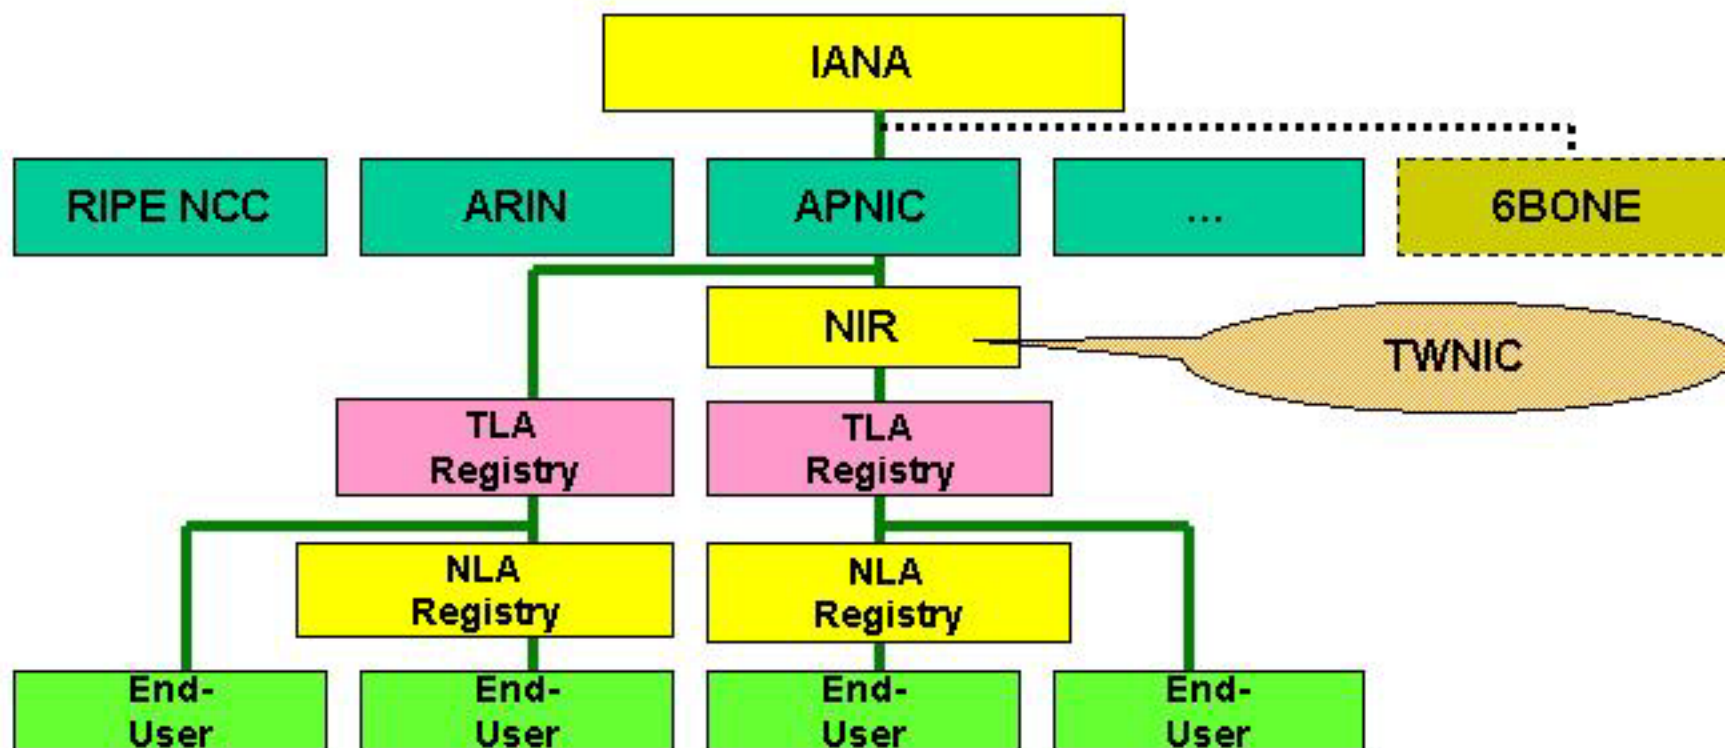 IANA
RIPE NCC
ARIN
APNIC
...
6BONE
NIR
TWNIC
TLA
Registry
TLA
Registry
NLA
Registry
NLA
Registry
End-
User
End-
User
End-
User
End-
User